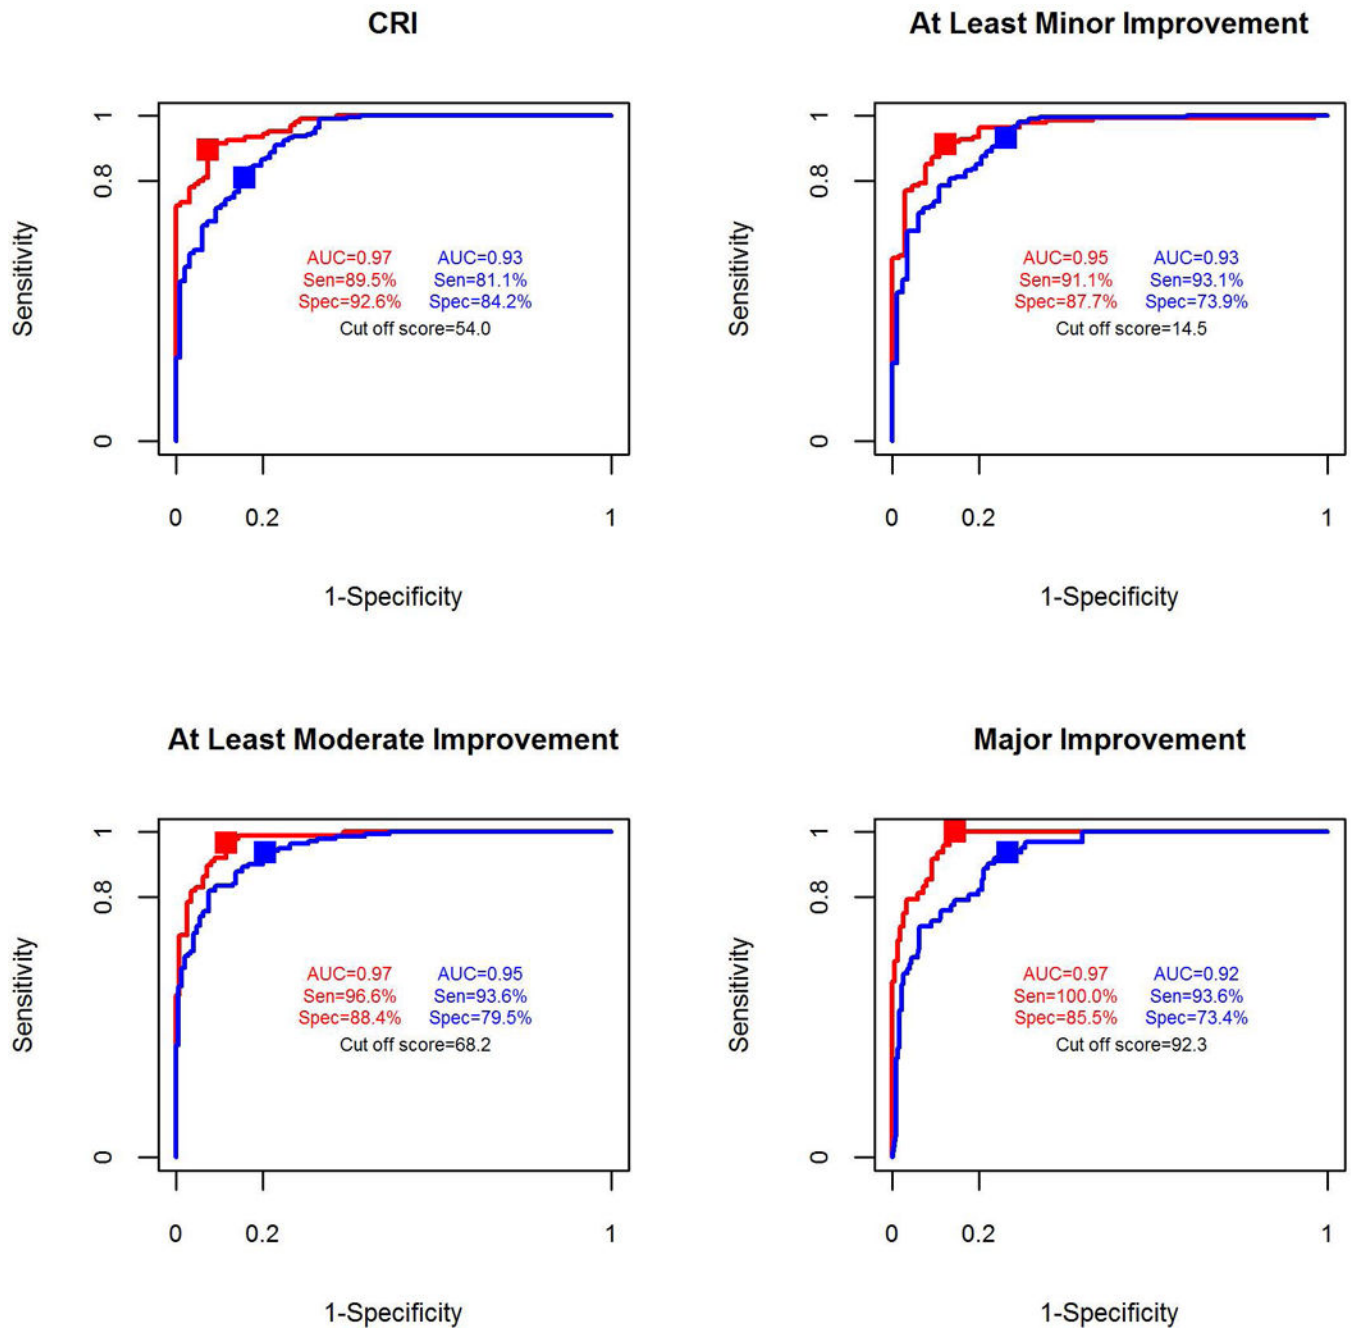 CRI
Sensitivity
1
0.8
0
AUC=0.97 AUC=0.93
Sen=89.5% Sen=81.1%
Spec=92.6% Spec=84.2%
Cut off score=54.0
0 0.2 1
1-Specificity
At Least Minor Improvement
Sensitivity
1
0.8
0
AUC=0.95 AUC=0.93
Sen=91.1% Sen=93.1%
Spec=87.7% Spec=73.9%
Cut off score=14.5
0 0.2 1
1-Specificity
At Least Moderate Improvement
Sensitivity
1
0.8
0
AUC=0.97 AUC=0.95
Sen=96.6% Sen=93.6%
Spec=88.4% Spec=79.5%
Cut off score=68.2
0 0.2 1
1-Specificity
Major Improvement
Sensitivity
1
0.8
0
AUC=0.97 AUC=0.92
Sen=100.0% Sen=93.6%
Spec=85.5% Spec=73.4%
Cut off score=92.3
0 0.2 1
1-Specificity